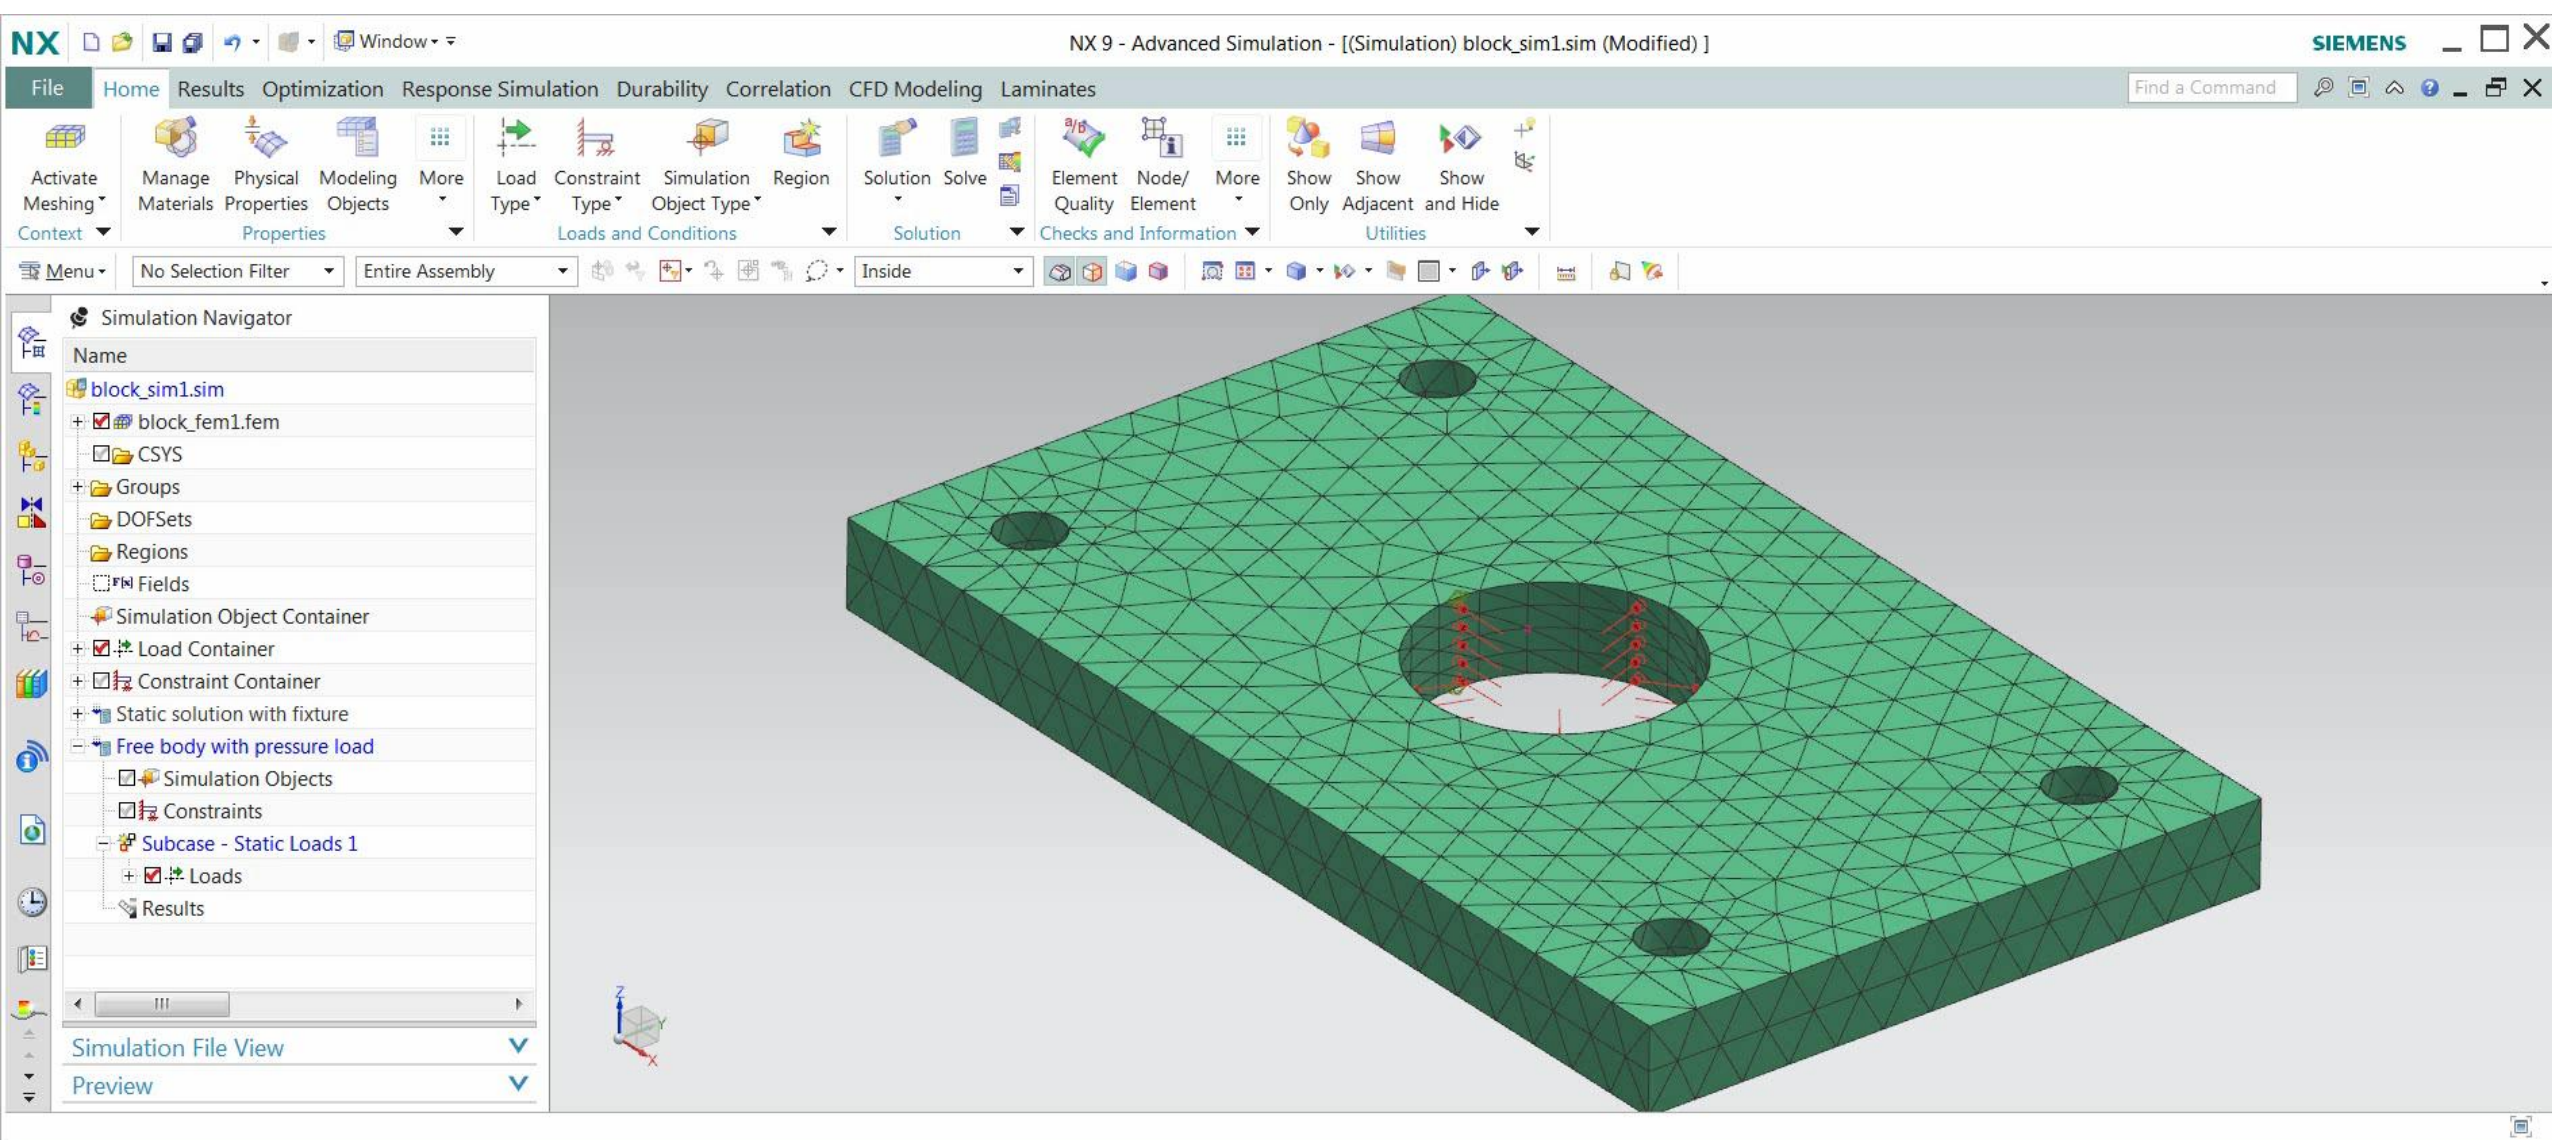 NX Window NX 9 - Advanced Simulation - [(Simulation) block_sim1.sim (Modified) ] SIEMENS
File Home Results Optimization Response Simulation Durability Correlation CFD Modeling Laminates Find a Command
Activate Meshing
Manage Materials
Physical Properties
Modeling Objects
More
Load Type
Constraint Type
Simulation Object Type
Region
Solution
Solve
a/b
Element Quality
Node/ Element
More
Show Only
Show Adjacent
Show and Hide
Context Properties Loads and Conditions Solution Checks and Information Utilities
Menu No Selection Filter Entire Assembly Inside
Simulation Navigator
Name
block_sim1.sim
block_fem1.fem
CSYS
Groups
DOFSets
Regions
F(x) Fields
Simulation Object Container
Load Container
Constraint Container
Static solution with fixture
Free body with pressure load
Simulation Objects
Constraints
Subcase - Static Loads 1
Loads
Results
Simulation File View
Preview
Z
Y
X